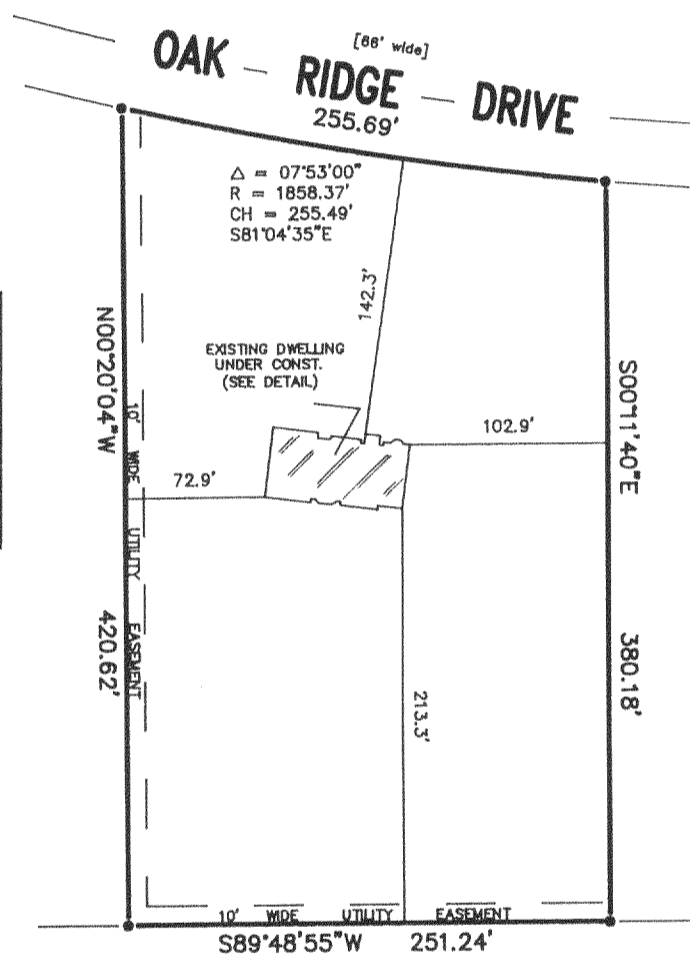 [66' wide]
OAK — RIDGE — DRIVE
255.69'
Δ = 07°53'00"
R = 1858.37'
CH = 255.49'
S81°04'35"E
142.3'
EXISTING DWELLING
UNDER CONST.
(SEE DETAIL)
N00°20'04"W 420.62'
10' WIDE UTILITY EASEMENT
72.9'
102.9'
S00°11'40"E 380.18'
213.3'
10' WIDE UTILITY EASEMENT
S89°48'55"W 251.24'